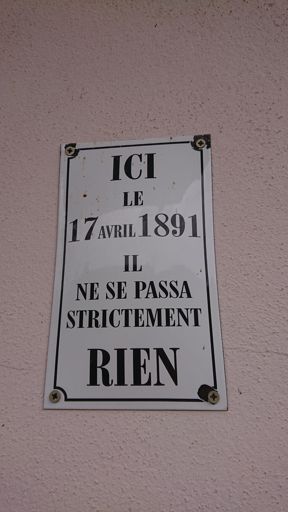 ICI
LE
17 AVRIL 1891
IL
NE SE PASSA
STRICTEMENT
RIEN